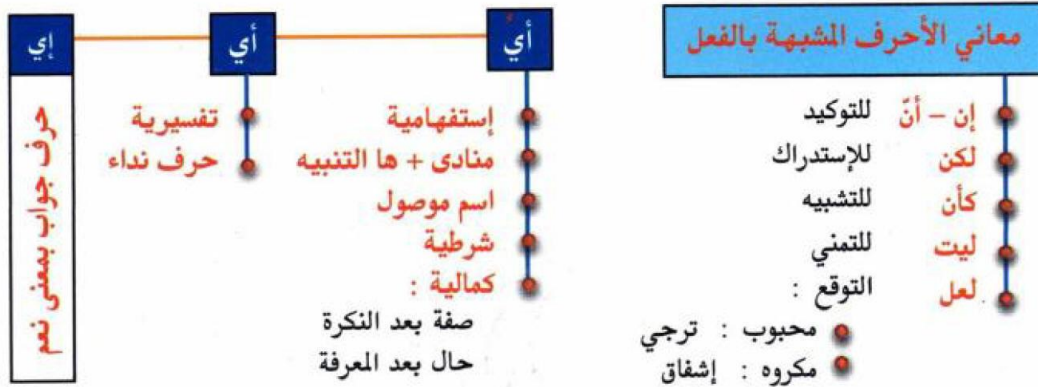 معاني الأحرف المشبهة بالفعل
إن – أنّ للتوكيد
لكن للإستدراك
كأن للتشبيه
ليت للتمني
لعل التوقع :
محبوب : ترجي
مكروه : إشفاق
أيُّ
إستفهامية
منادى + ها التنبيه
اسم موصول
شرطية
كمالية :
صفة بعد النكرة
حال بعد المعرفة
أي
تفسيرية
حرف نداء
إي
حرف جواب بمعنى نعم